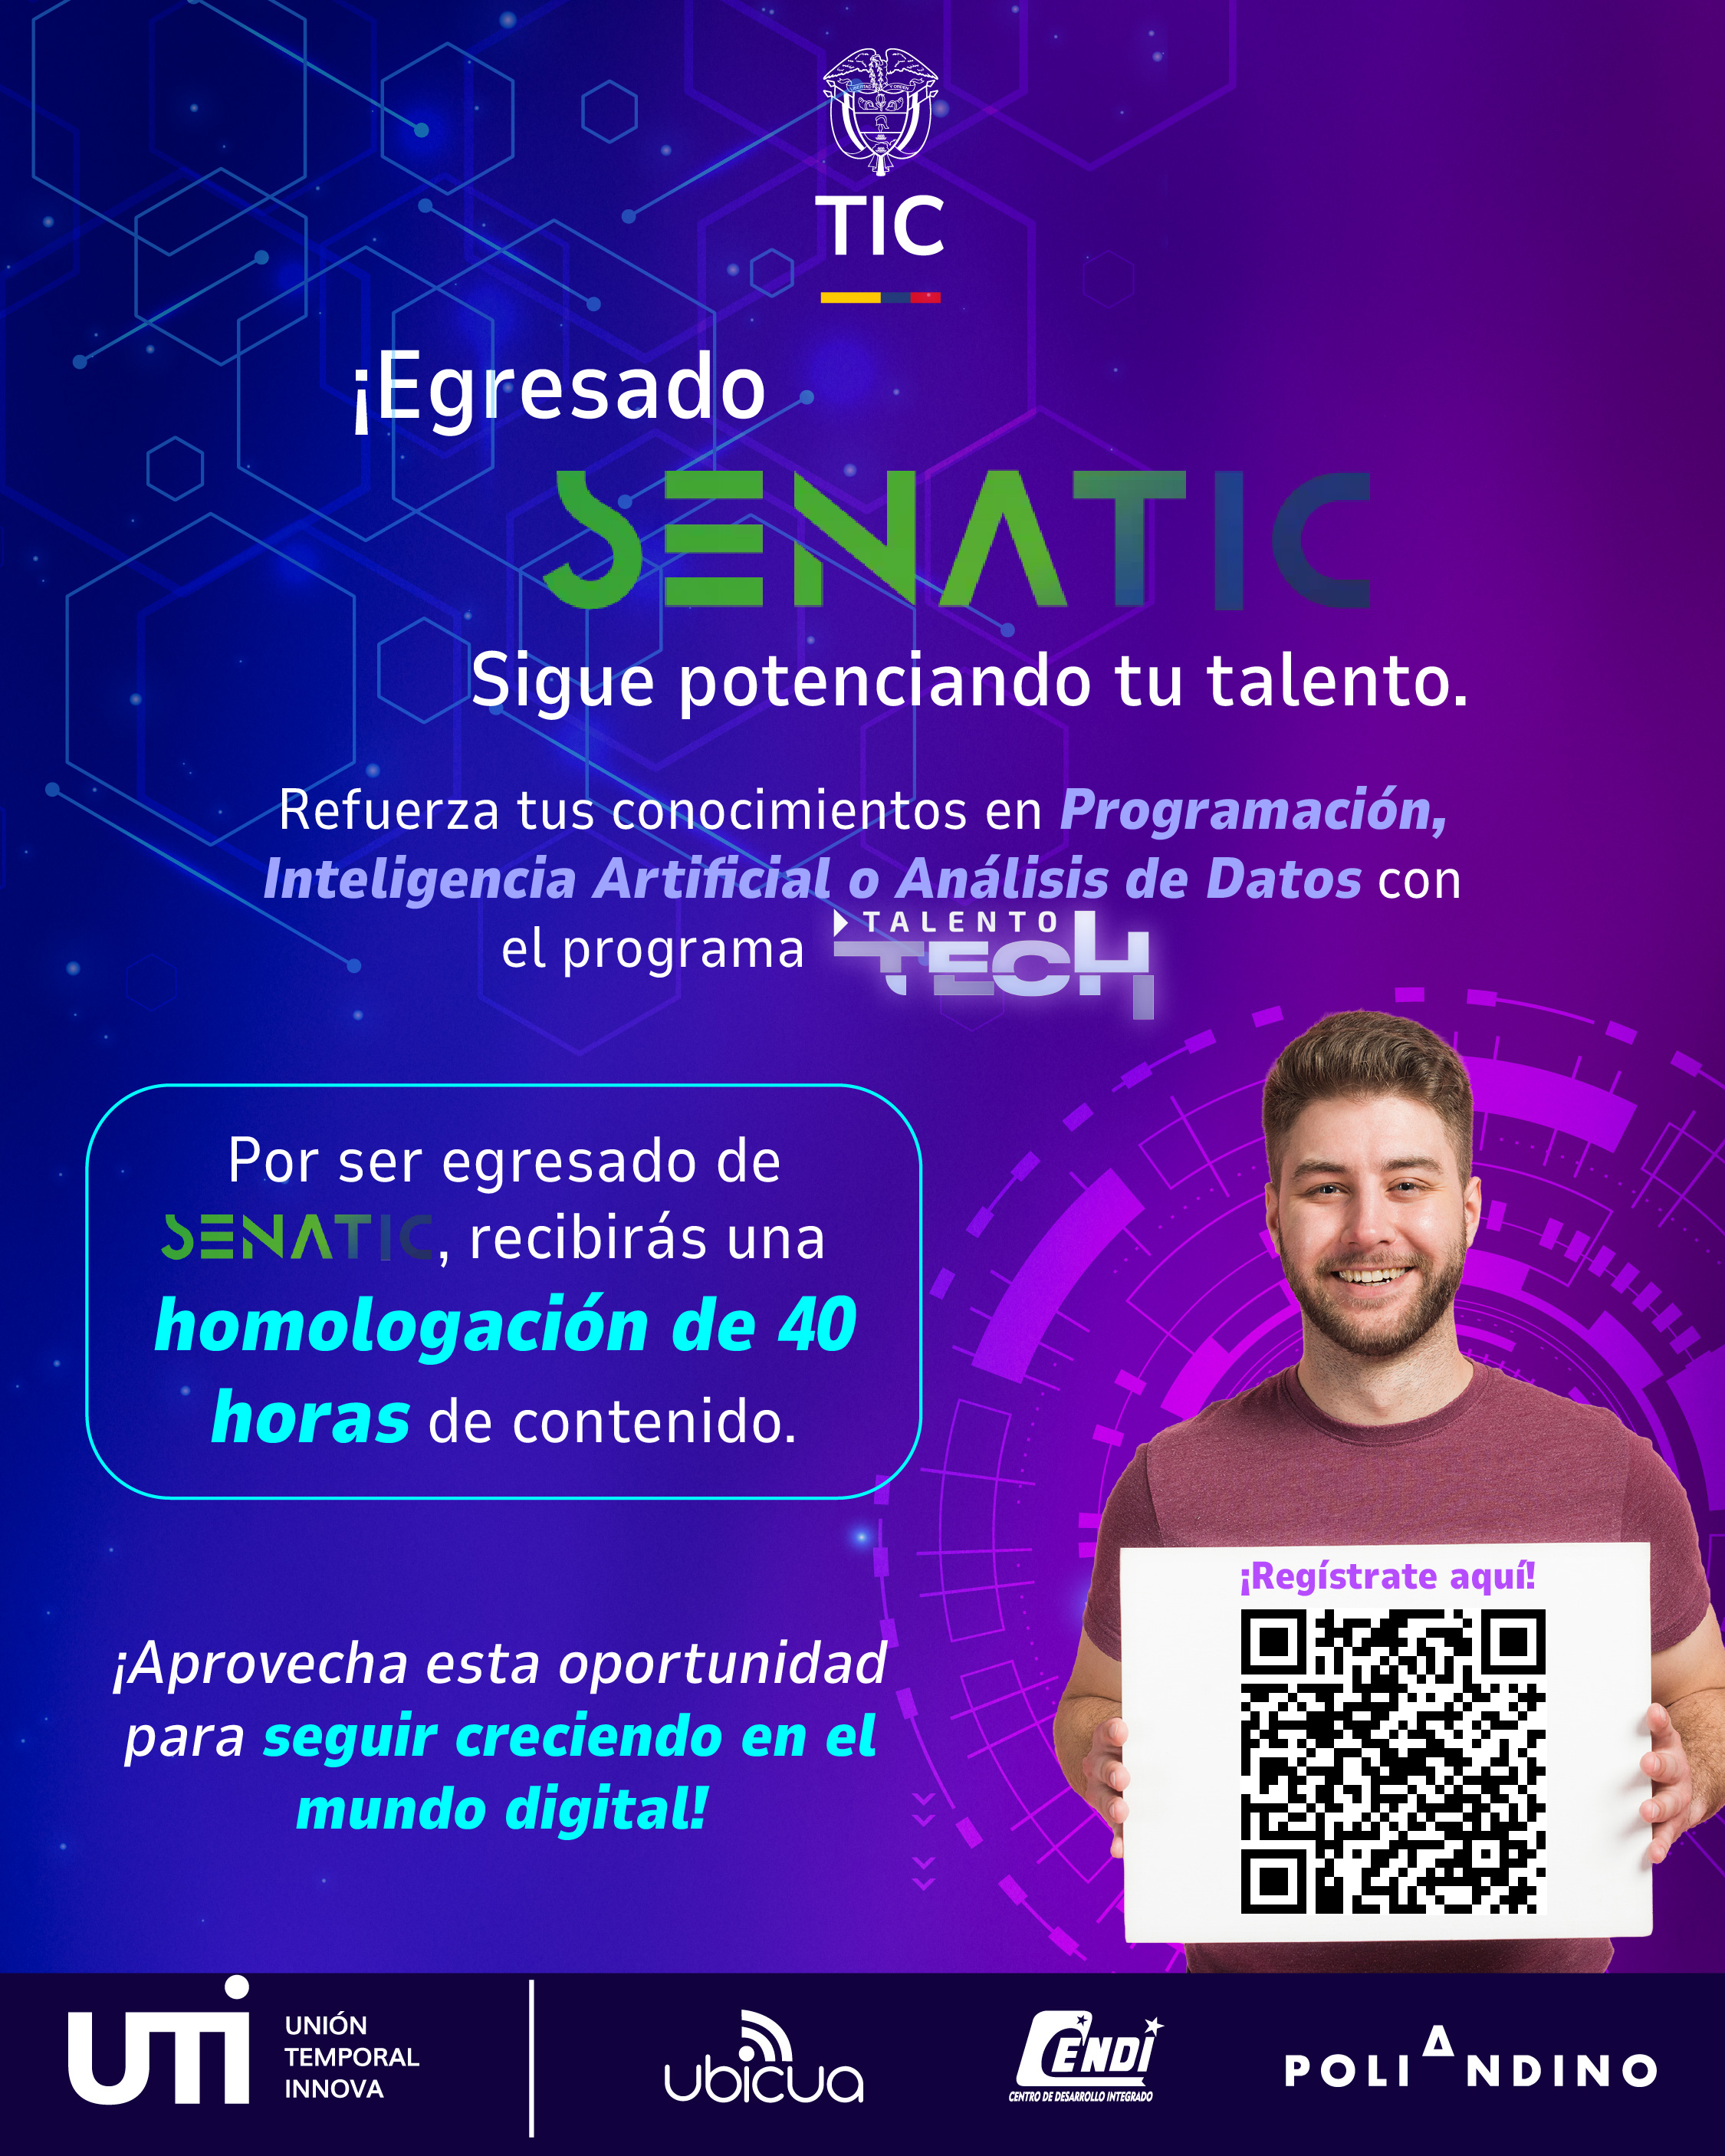 TIC
¡Egresado
SENATIC
Sigue potenciando tu talento.
Refuerza tus conocimientos en Programación,
Inteligencia Artificial o Análisis de Datos con
el programa TALENTO
TECH
Por ser egresado de
SENATIC, recibirás una
homologación de 40
horas de contenido.
¡Regístrate aquí!
¡Aprovecha esta oportunidad
para seguir creciendo en el
mundo digital!
UTI
UNIÓN
TEMPORAL
INNOVA
ubicua
CENDI
CENTRO DE DESARROLLO INTEGRADO
POLIANDINO